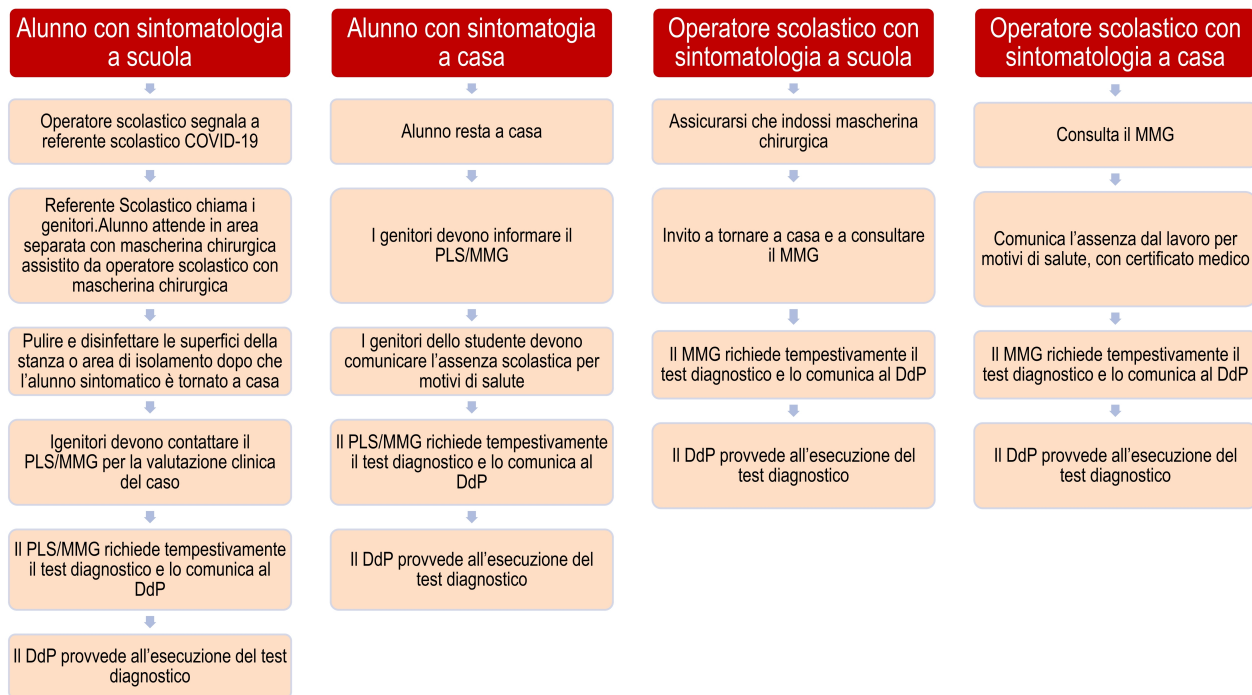 Alunno con sintomatologia
a scuola
Operatore scolastico segnala a
referente scolastico COVID-19
Referente Scolastico chiama i
genitori.Alunno attende in area
separata con mascherina chirurgica
assistito da operatore scolastico con
mascherina chirurgica
Pulire e disinfettare le superfici della
stanza o area di isolamento dopo che
l’alunno sintomatico è tornato a casa
Igenitori devono contattare il
PLS/MMG per la valutazione clinica
del caso
Il PLS/MMG richiede tempestivamente
il test diagnostico e lo comunica al
DdP
Il DdP provvede all’esecuzione del test
diagnostico
Alunno con sintomatogia
a casa
Alunno resta a casa
I genitori devono informare il
PLS/MMG
I genitori dello studente devono
comunicare l’assenza scolastica per
motivi di salute
Il PLS/MMG richiede tempestivamente
il test diagnostico e lo comunica al
DdP
Il DdP provvede all’esecuzione del
test diagnostico
Operatore scolastico con
sintomatologia a scuola
Assicurarsi che indossi mascherina
chirurgica
Invito a tornare a casa e a consultare
il MMG
Il MMG richiede tempestivamente il
test diagnostico e lo comunica al DdP
Il DdP provvede all’esecuzione del
test diagnostico
Operatore scolastico con
sintomatologia a casa
Consulta il MMG
Comunica l’assenza dal lavoro per
motivi di salute, con certificato medico
Il MMG richiede tempestivamente il
test diagnostico e lo comunica al DdP
Il DdP provvede all’esecuzione del
test diagnostico